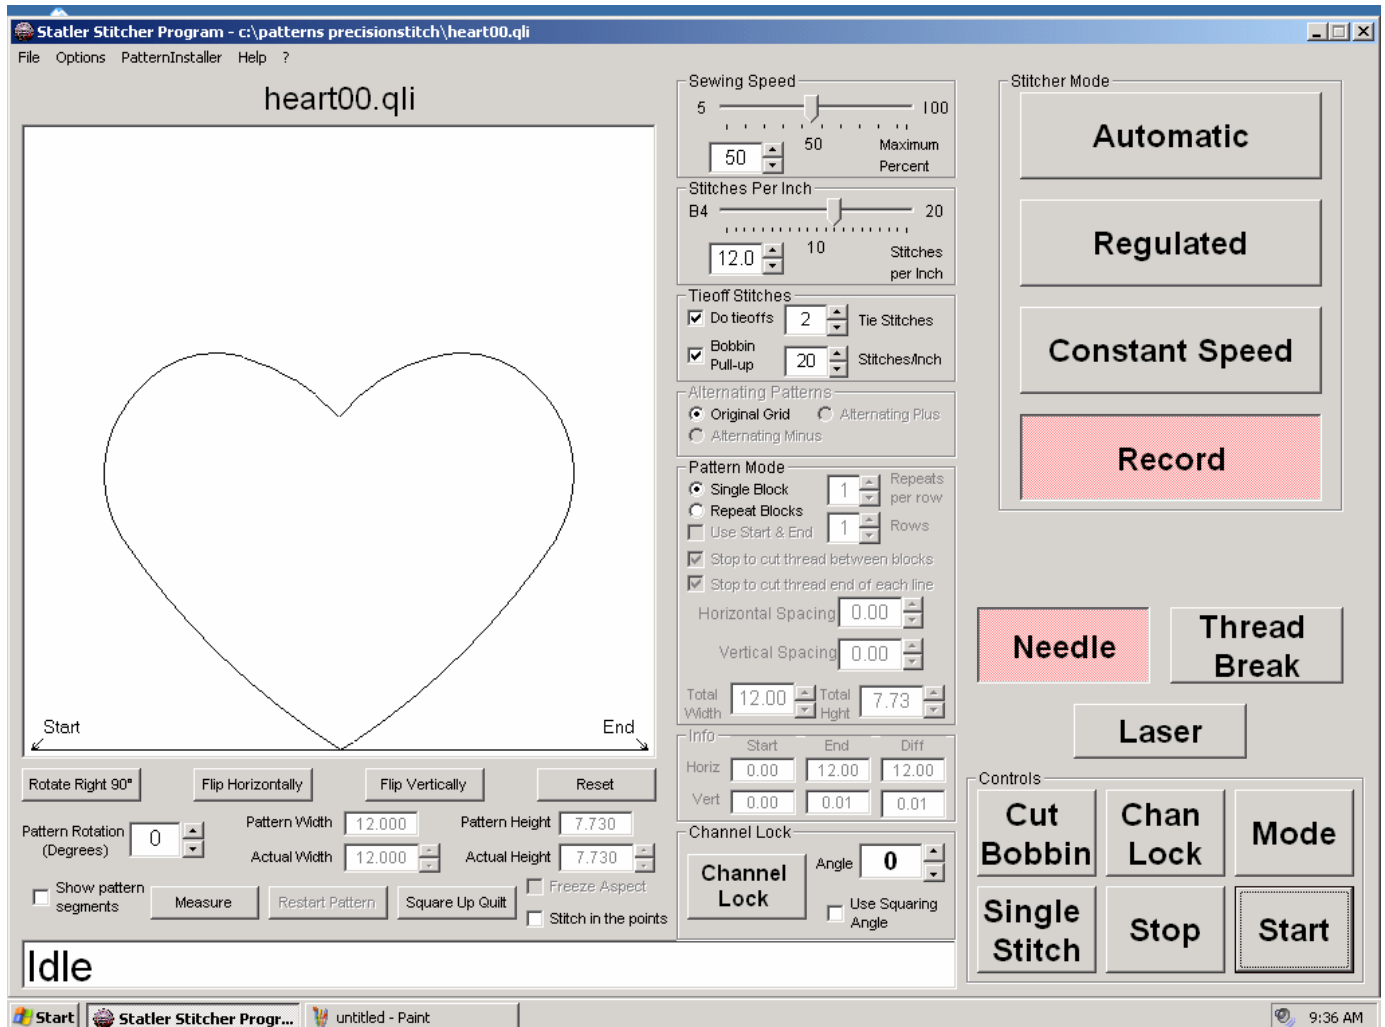 Statler Stitcher Program - c:\patterns precisionstitch\heart00.qli
File Options PatternInstaller Help ?
heart00.qli
Start
End
Rotate Right 90°
Flip Horizontally
Flip Vertically
Reset
Pattern Rotation
(Degrees)
0
Pattern Width 12.000
Pattern Height 7.730
Actual Width 12.000
Actual Height 7.730
Show pattern
segments
Measure
Restart Pattern
Square Up Quilt
Freeze Aspect
Stitch in the points
Idle
Sewing Speed
5
100
50
50
Maximum
Percent
Stitches Per Inch
B4
20
12.0
10
Stitches
per Inch
Tieoff Stitches
Do tieoffs 2 Tie Stitches
Bobbin
Pull-up
20 Stitches/Inch
Alternating Patterns
Original Grid Alternating Plus
Alternating Minus
Pattern Mode
Single Block
1
Repeats
per row
Repeat Blocks
Use Start & End
1
Rows
Stop to cut thread between blocks
Stop to cut thread end of each line
Horizontal Spacing 0.00
Vertical Spacing 0.00
Total
Width
12.00
Total
Hght
7.73
Info
Start End Diff
Horiz 0.00 12.00 12.00
Vert 0.00 0.01 0.01
Channel Lock
Channel
Lock
Angle 0
Use Squaring
Angle
Stitcher Mode
Automatic
Regulated
Constant Speed
Record
Needle
Thread
Break
Laser
Controls
Cut
Bobbin
Chan
Lock
Mode
Single
Stitch
Stop
Start
Start
Statler Stitcher Progr...
untitled - Paint
9:36 AM